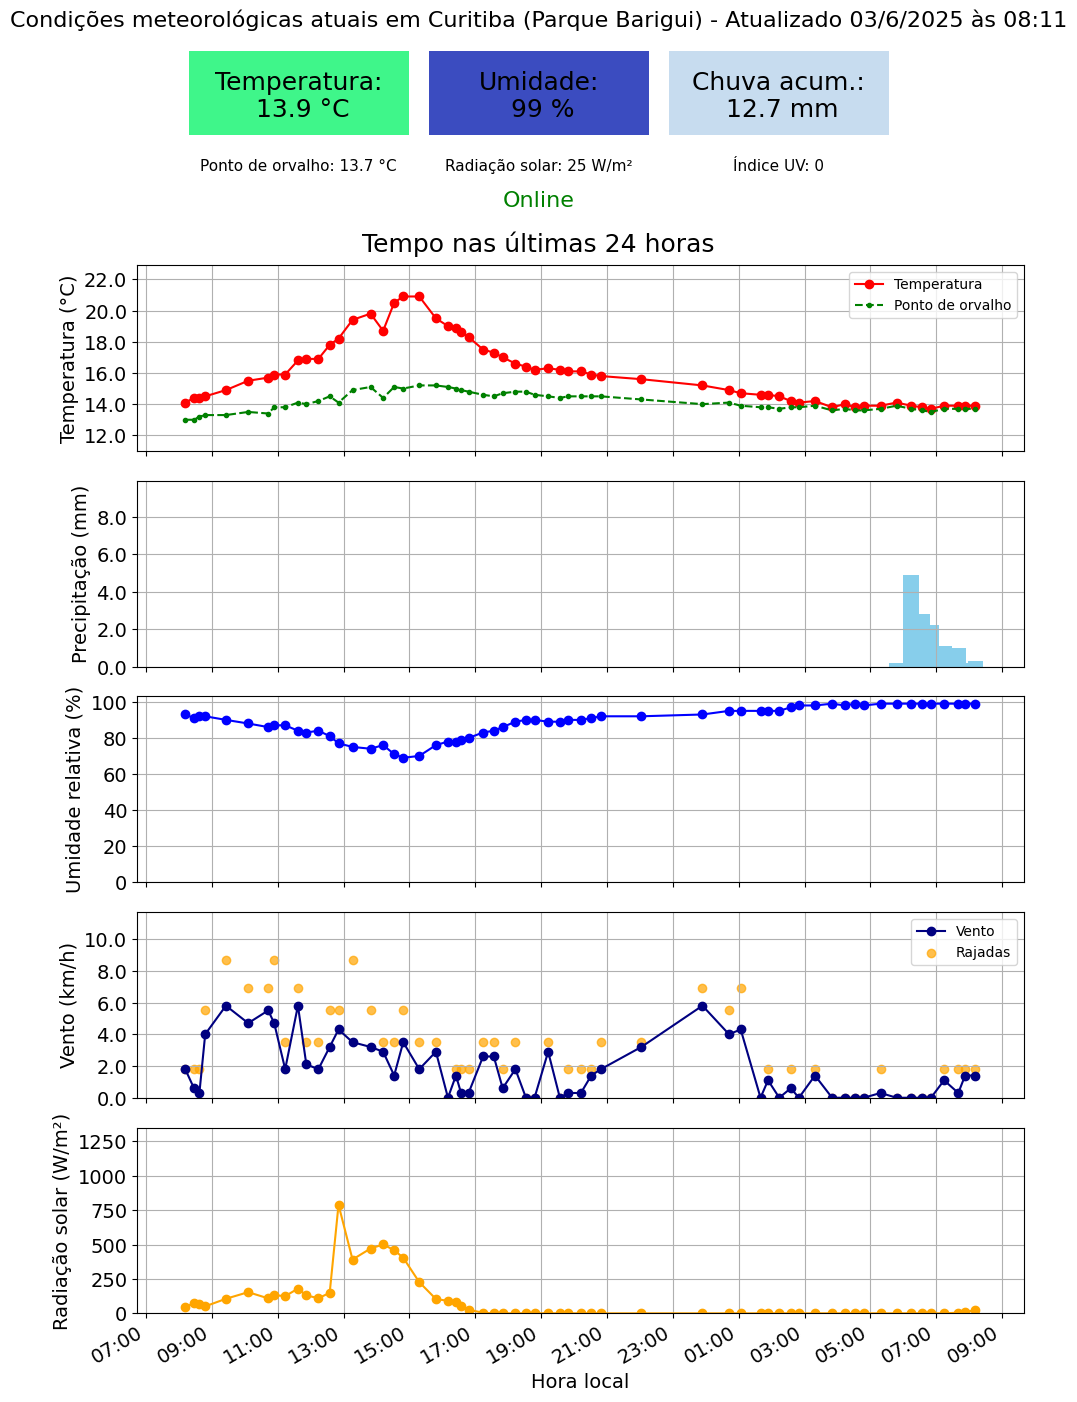 Condições meteorológicas atuais em Curitiba (Parque Barigui) - Atualizado 03/6/2025 às 08:11
Temperatura:
13.9 °C
Umidade:
99 %
Chuva acum.:
12.7 mm
Ponto de orvalho: 13.7 °C
Radiação solar: 25 W/m²
Índice UV: 0
Online
Tempo nas últimas 24 horas
Temperatura (°C)
22.0
20.0
18.0
16.0
14.0
12.0
Temperatura
Ponto de orvalho
Precipitação (mm)
8.0
6.0
4.0
2.0
0.0
Umidade relativa (%)
100
80
60
40
20
0
Vento (km/h)
10.0
8.0
6.0
4.0
2.0
0.0
Vento
Rajadas
Radiação solar (W/m²)
1250
1000
750
500
250
0
07:00
09:00
11:00
13:00
15:00
17:00
19:00
21:00
23:00
01:00
03:00
05:00
07:00
09:00
Hora local